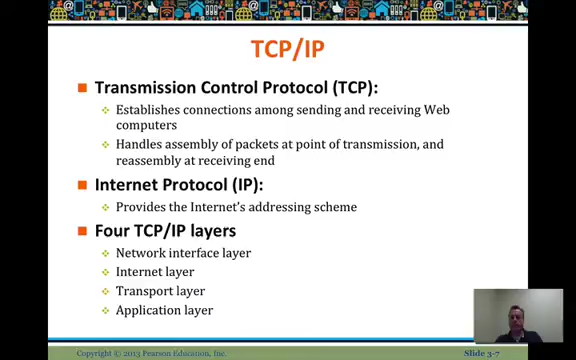 TCP/IP
Transmission Control Protocol (TCP):
Establishes connections among sending and receiving Web
computers
Handles assembly of packets at point of transmission, and
reassembly at receiving end
Internet Protocol (IP):
Provides the Internet's addressing scheme
Four TCP/IP layers
Network interface layer
Internet layer
Transport layer
Application layer
Copyright © 2013 Pearson Education, Inc.
Slide 3-7